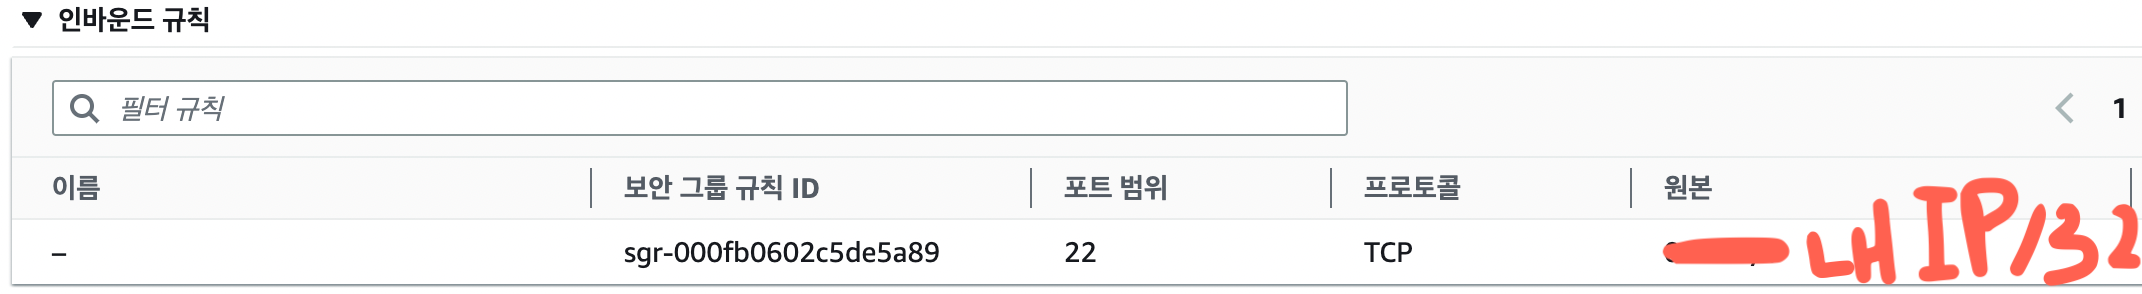 인바운드 규칙
필터 규칙
1
이름 보안 그룹 규칙 ID 포트 범위 프로토콜 원본
– sgr-000fb0602c5de5a89 22 TCP 내 IP/32